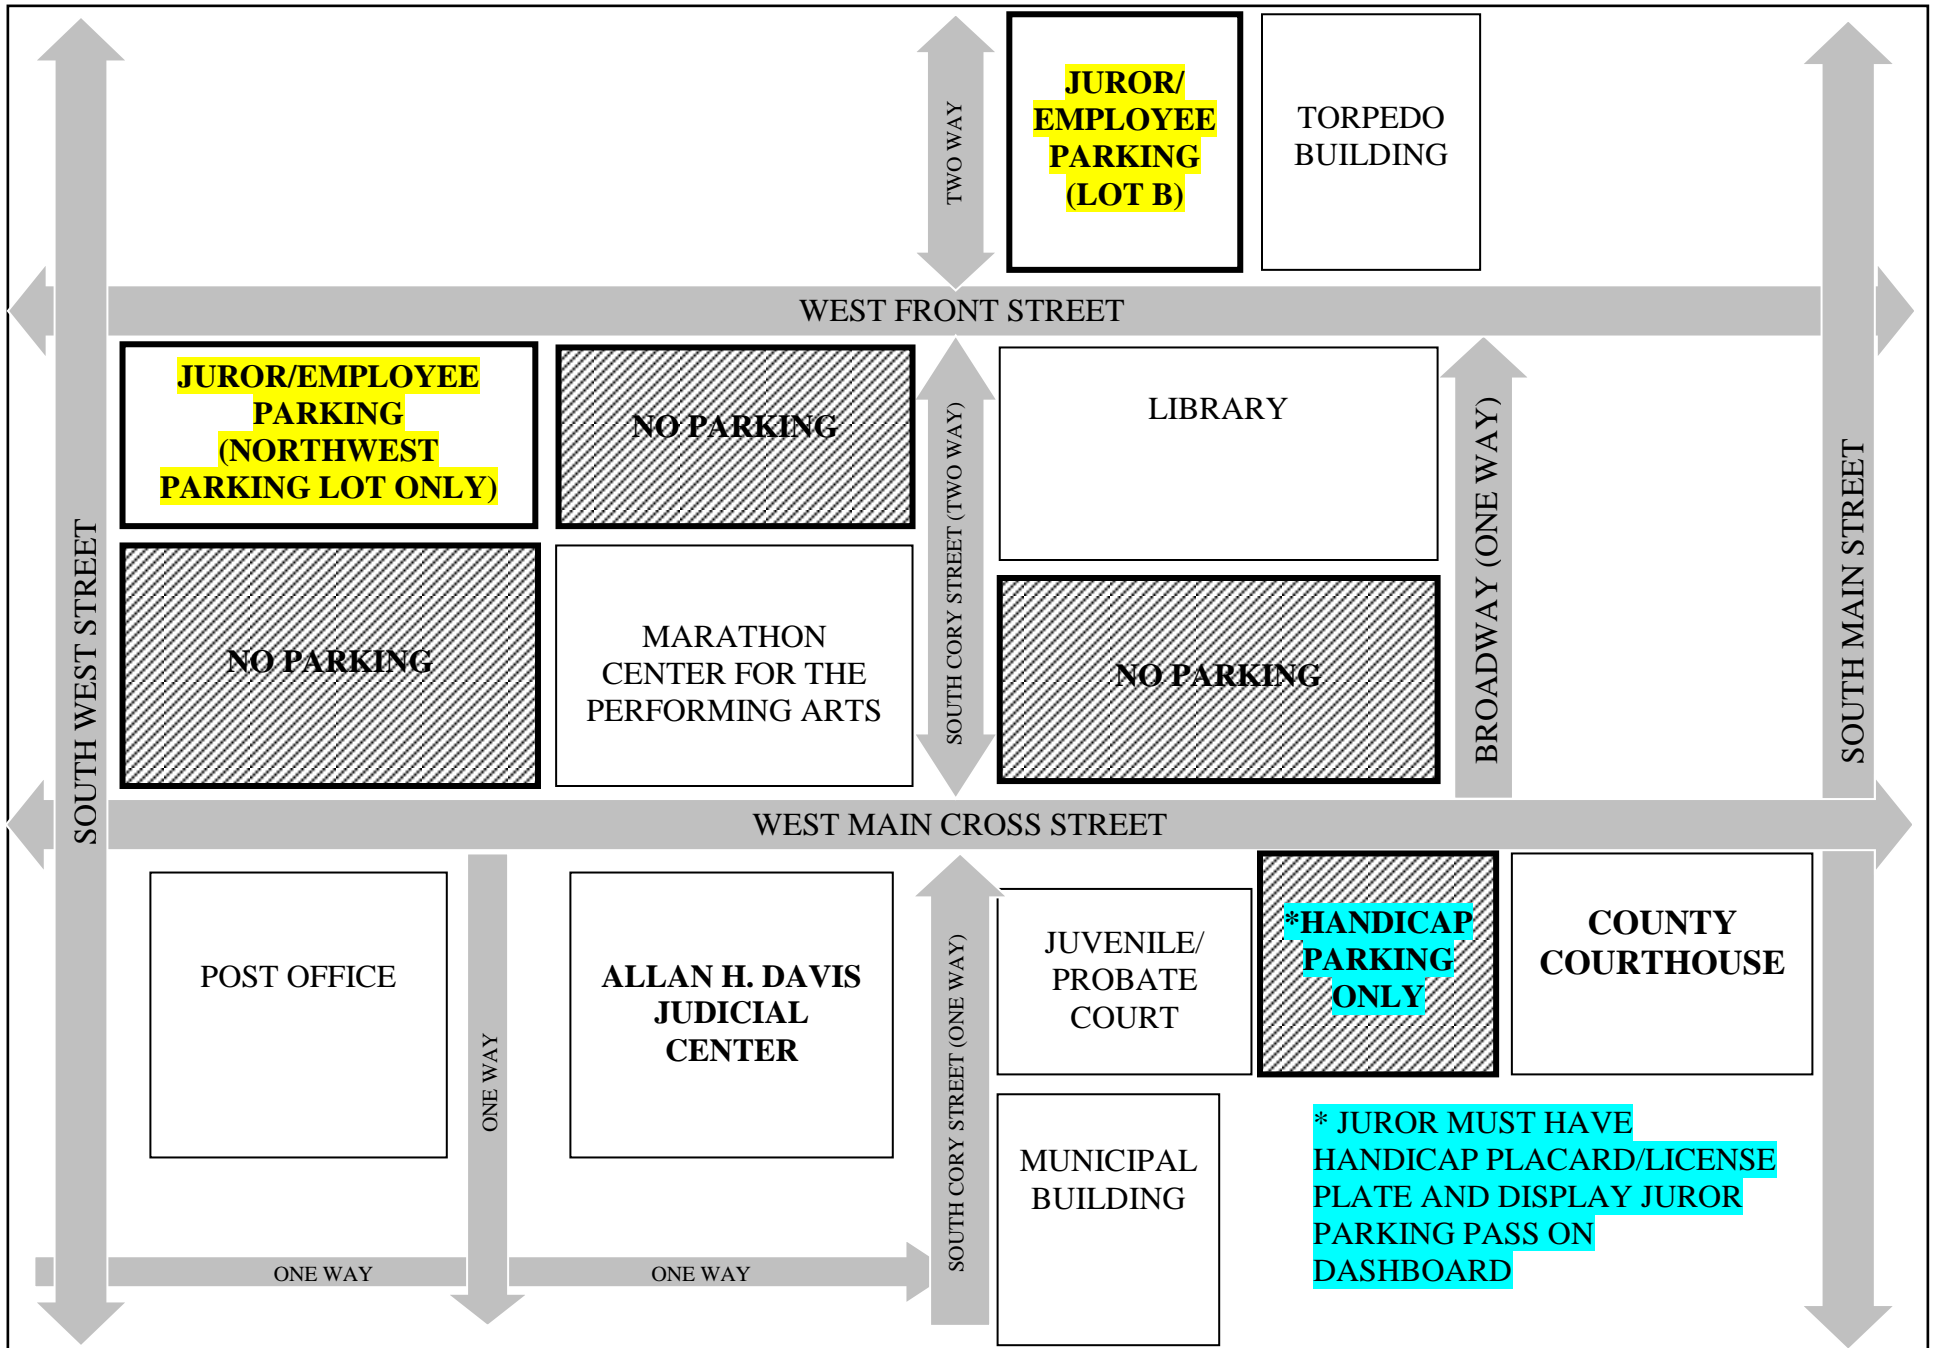 TWO WAY
JUROR/
EMPLOYEE
PARKING
(LOT B)
TORPEDO
BUILDING
WEST FRONT STREET
JUROR/EMPLOYEE
PARKING
(NORTHWEST
PARKING LOT ONLY)
NO PARKING
SOUTH CORY STREET (TWO WAY)
LIBRARY
BROADWAY (ONE WAY)
SOUTH MAIN STREET
SOUTH WEST STREET
NO PARKING
MARATHON
CENTER FOR THE
PERFORMING ARTS
NO PARKING
WEST MAIN CROSS STREET
POST OFFICE
ONE WAY
ALLAN H. DAVIS
JUDICIAL
CENTER
SOUTH CORY STREET (ONE WAY)
JUVENILE/
PROBATE
COURT
*HANDICAP
PARKING
ONLY
COUNTY
COURTHOUSE
MUNICIPAL
BUILDING
* JUROR MUST HAVE
HANDICAP PLACARD/LICENSE
PLATE AND DISPLAY JUROR
PARKING PASS ON
DASHBOARD
ONE WAY
ONE WAY